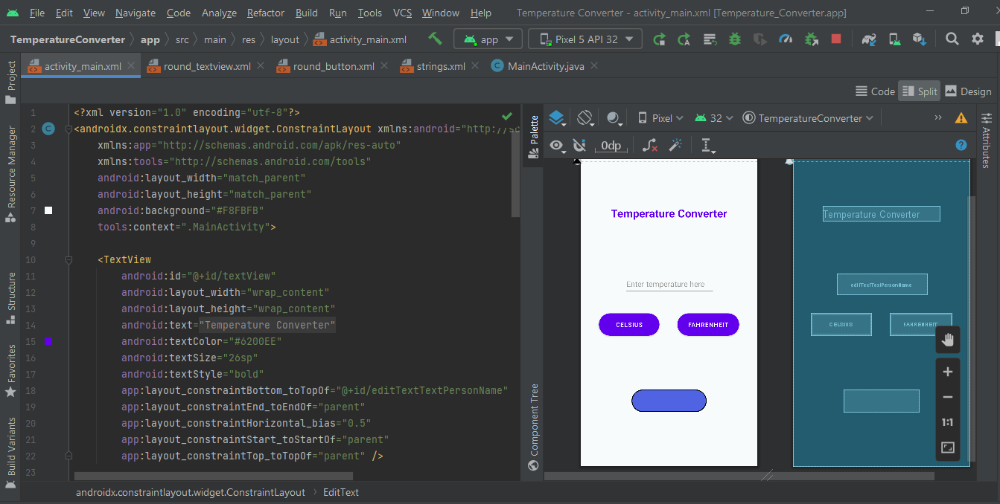 File Edit View Navigate Code Analyze Refactor Build Run Tools VCS Window Help Temperature Converter - activity_main.xml [Temperature_Converter.app]
TemperatureConverter app src main res layout activity_main.xml app Pixel 5 API 32
activity_main.xml round_textview.xml round_button.xml strings.xml MainActivity.java
Code Split Design
Project
Resource Manager
Structure
Favorites
Build Variants
1 <?xml version="1.0" encoding="utf-8"?>
2 <androidx.constraintlayout.widget.ConstraintLayout xmlns:android="http://sc
3 xmlns:app="http://schemas.android.com/apk/res-auto"
4 xmlns:tools="http://schemas.android.com/tools"
5 android:layout_width="match_parent"
6 android:layout_height="match_parent"
7 android:background="#F8FBFB"
8 tools:context=".MainActivity">
9
10 <TextView
11 android:id="@+id/textView"
12 android:layout_width="wrap_content"
13 android:layout_height="wrap_content"
14 android:text="Temperature Converter"
15 android:textColor="#6200EE"
16 android:textSize="26sp"
17 android:textStyle="bold"
18 app:layout_constraintBottom_toTopOf="@+id/editTextTextPersonName"
19 app:layout_constraintEnd_toEndOf="parent"
20 app:layout_constraintHorizontal_bias="0.5"
21 app:layout_constraintStart_toStartOf="parent"
22 app:layout_constraintTop_toTopOf="parent" />
23
Palette
Component Tree
Pixel 32 TemperatureConverter
0dp
Temperature Converter
Enter temperature here
CELSIUS FAHRENHEIT
Temperature Converter
editTextTextPersonName
CELSIUS FAHRENHEIT
1:1
Attributes
androidx.constraintlayout.widget.ConstraintLayout EditText